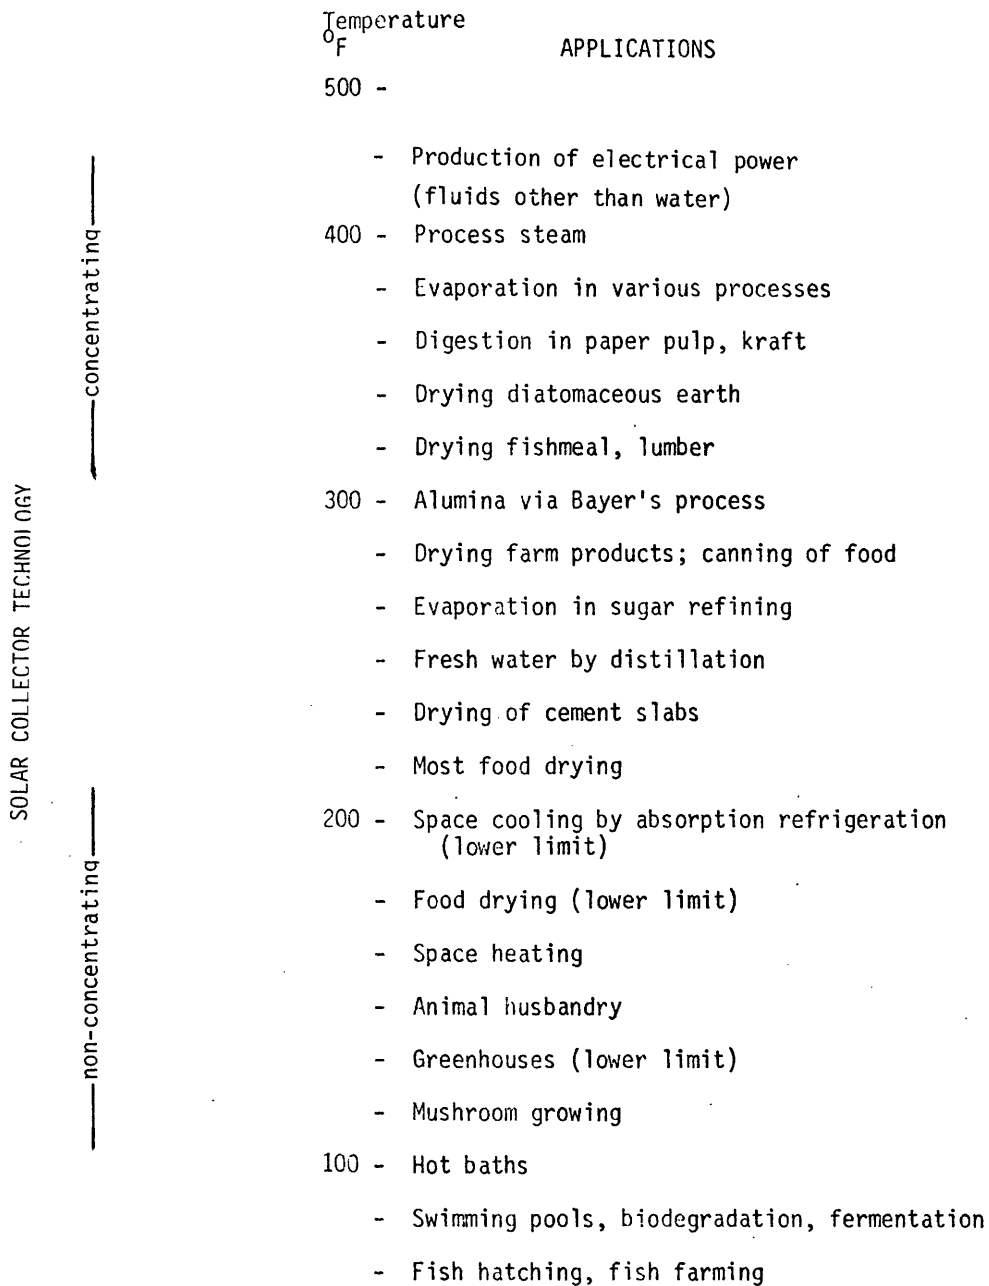 Temperature
°F APPLICATIONS
500 -
- Production of electrical power
(fluids other than water)
400 - Process steam
- Evaporation in various processes
- Digestion in paper pulp, kraft
- Drying diatomaceous earth
- Drying fishmeal, lumber
300 - Alumina via Bayer's process
- Drying farm products; canning of food
- Evaporation in sugar refining
- Fresh water by distillation
- Drying of cement slabs
- Most food drying
200 - Space cooling by absorption refrigeration
(lower limit)
- Food drying (lower limit)
- Space heating
- Animal husbandry
- Greenhouses (lower limit)
- Mushroom growing
100 - Hot baths
- Swimming pools, biodegradation, fermentation
- Fish hatching, fish farming
SOLAR COLLECTOR TECHNOLOGY
concentrating
non-concentrating